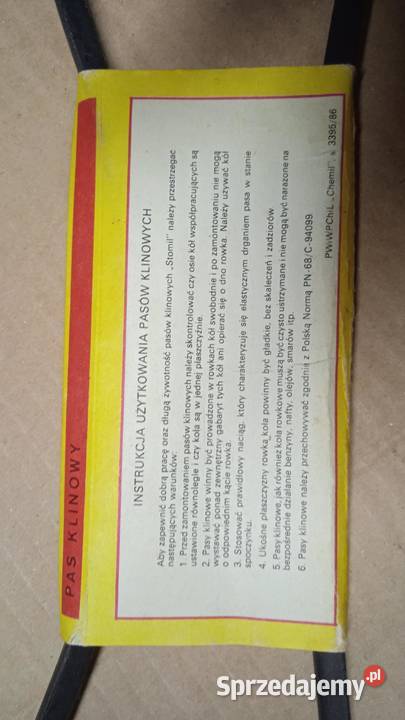 PAS KLINOWY
INSTRUKCJA UŻYTKOWANIA PASÓW KLINOWYCH
Aby zapewnić dobrą pracę oraz długą żywotność pasów klinowych „Stomil" należy przestrzegać
następujących warunków:
1. Przed zamontowaniem pasów klinowych należy skontrolować czy osie kół współpracujących są
ustawione równolegle i czy koła są w jednej płaszczyźnie.
2. Pasy klinowe winny być prowadzone w rowkach kół swobodnie i po zamontowaniu nie mogą
wystawać ponad zewnętrzny gabaryt tych kół ani opierać się o dno rowka. Należy używać kół
o odpowiednim kącie rowka.
3. Stosować prawidłowy naciąg, który charakteryzuje się elastycznym drganiem pasa w stanie
spoczynku.
4. Ukośne płaszczyzny rowka koła powinny być gładkie, bez skaleczeń i zadziorów
5. Pasy klinowe, jak również koła rowkowe muszą być czysto ustrzymane i nie mogą być narażone na
bezpośrednie działanie benzyny, nafty, olejów, smarów itp.
6. Pasy klinowe należy przechowywać zgodnie z Polską Normą PN-68/C-94099
PWiWPChiL „Chemil" z. 3395/86
Sprzedajemy.pl